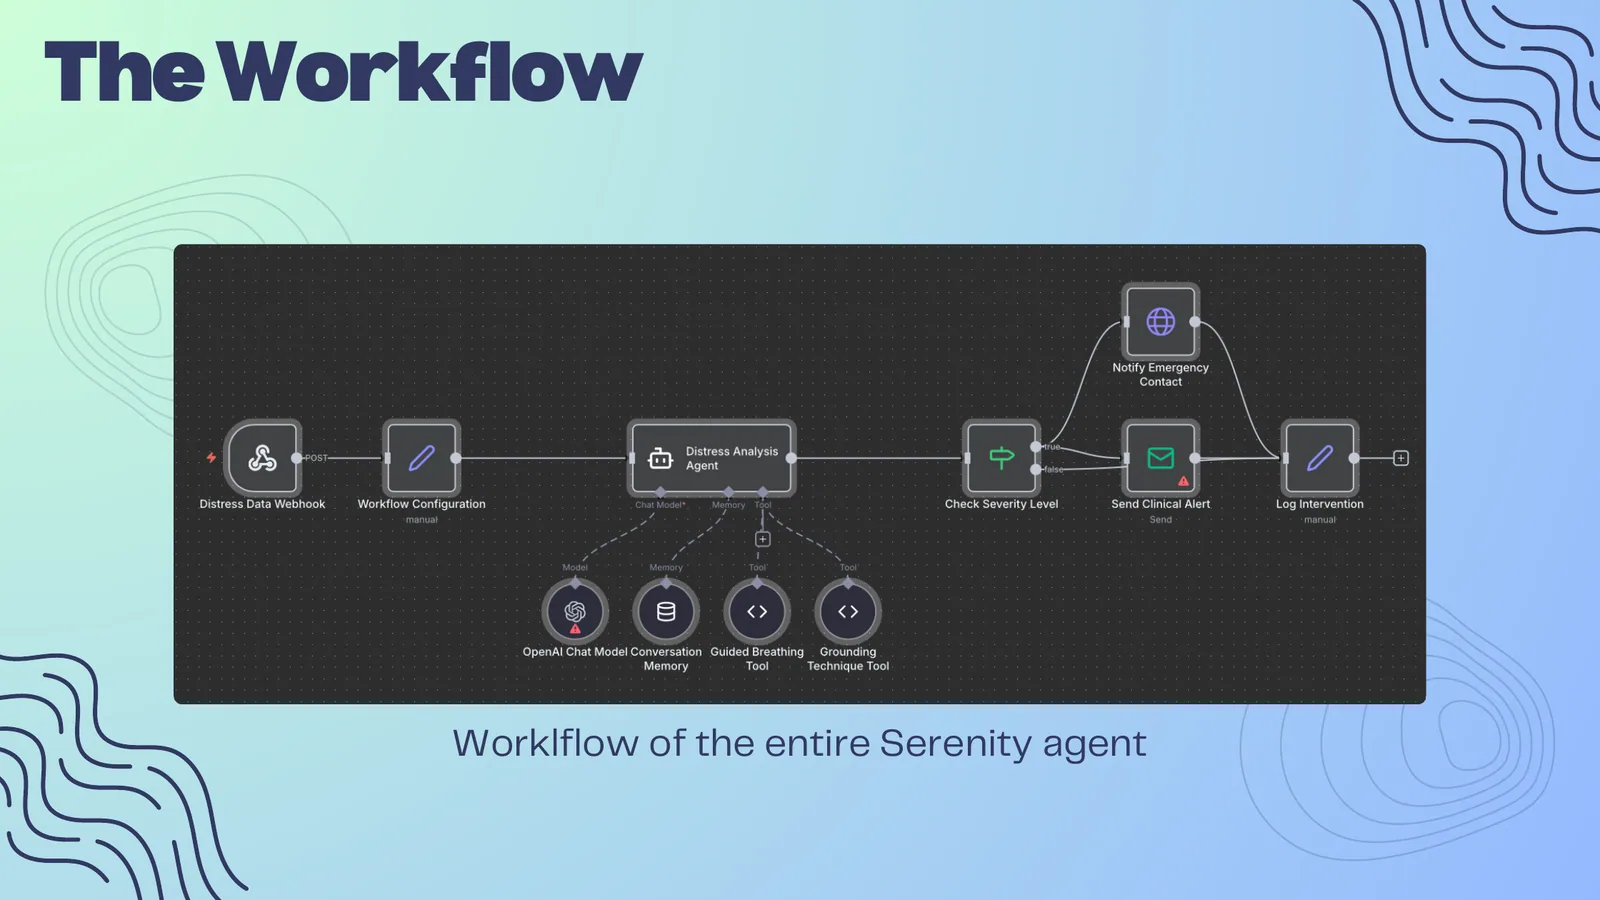 The Workflow
Notify Emergency
Contact
POST
Distress Analysis
Agent
true
false
Distress Data Webhook
Workflow Configuration
manual
Chat Model*
Memory
Tool
Check Severity Level
Send Clinical Alert
Send
Log Intervention
manual
Model
Memory
Tool
Tool
OpenAI Chat Model
Conversation
Memory
Guided Breathing
Tool
Grounding
Technique Tool
Worklflow of the entire Serenity agent